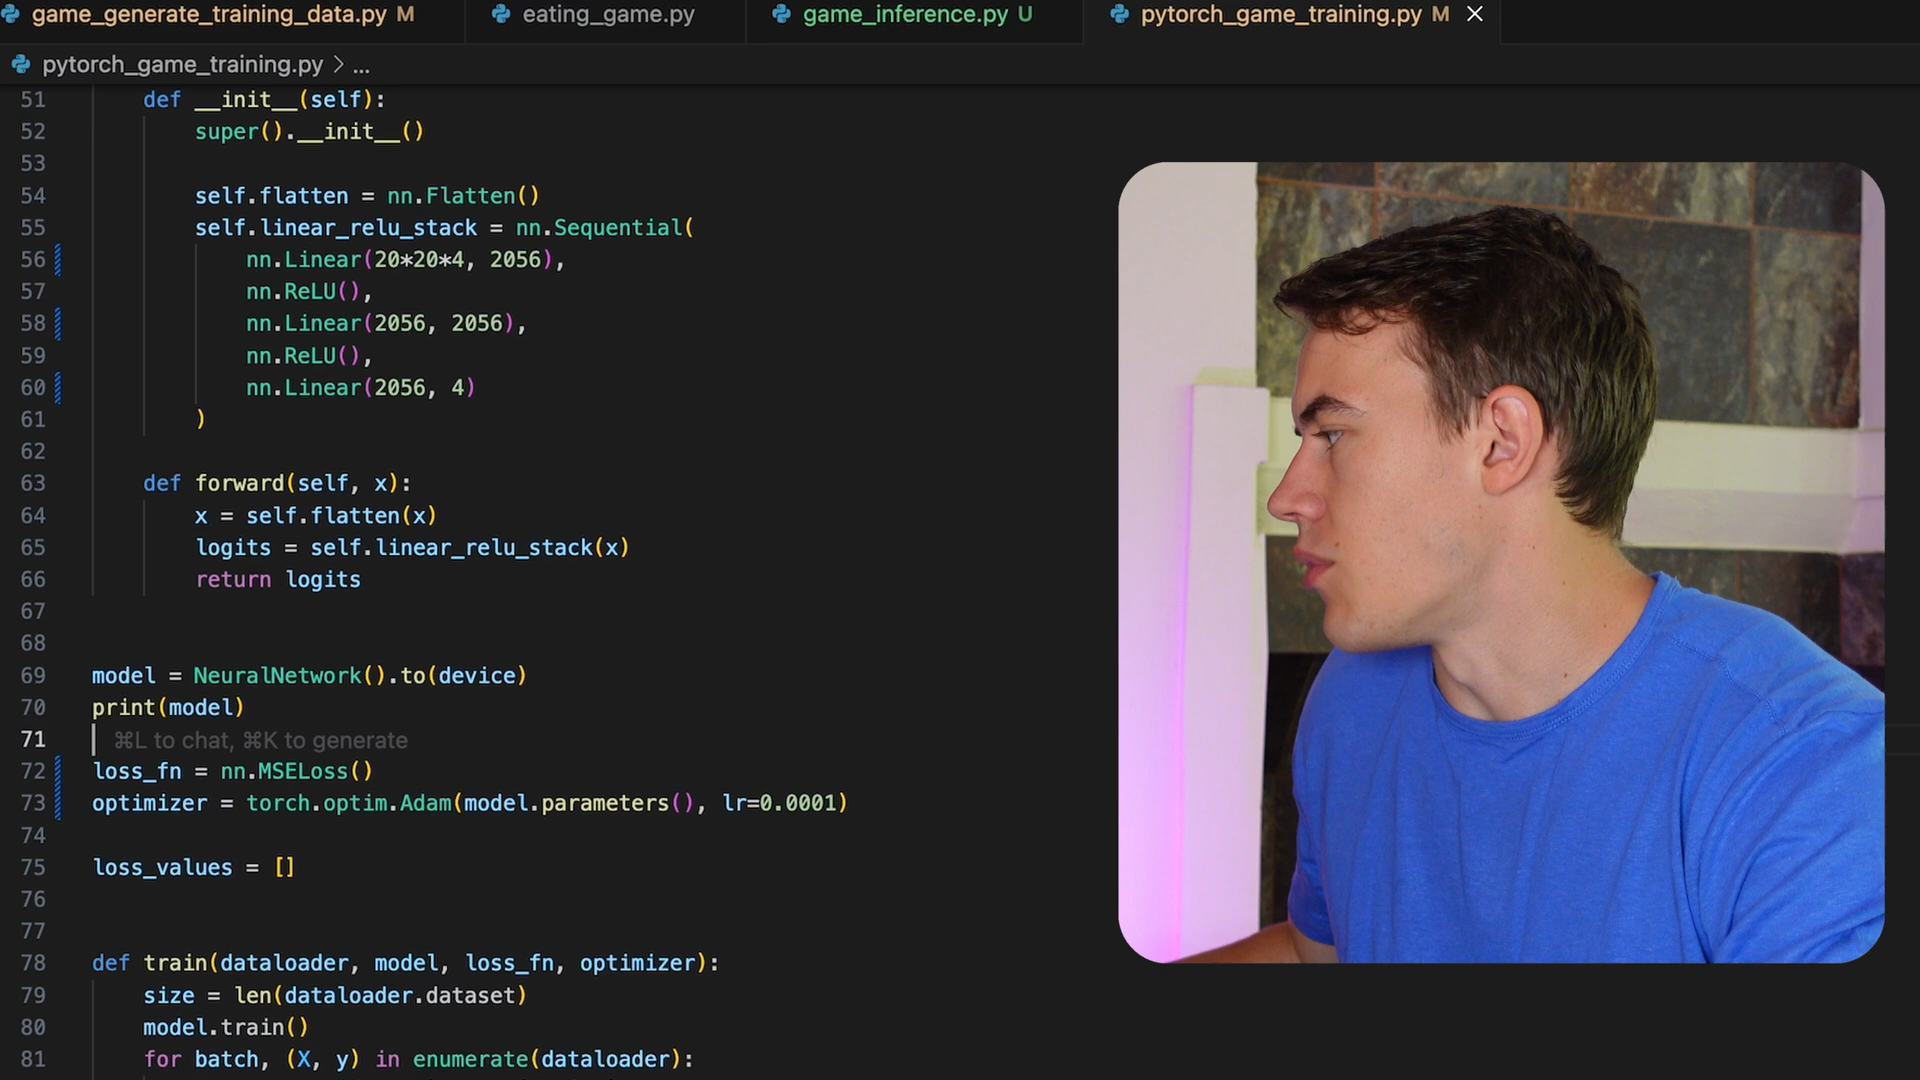 game_generate_training_data.py M
eating_game.py
game_inference.py U
pytorch_game_training.py M
pytorch_game_training.py > ...
51 def __init__(self):
52 super().__init__()
53
54 self.flatten = nn.Flatten()
55 self.linear_relu_stack = nn.Sequential(
56 nn.Linear(20*20*4, 2056),
57 nn.ReLU(),
58 nn.Linear(2056, 2056),
59 nn.ReLU(),
60 nn.Linear(2056, 4)
61 )
62
63 def forward(self, x):
64 x = self.flatten(x)
65 logits = self.linear_relu_stack(x)
66 return logits
67
68
69 model = NeuralNetwork().to(device)
70 print(model)
71 ⌘L to chat, ⌘K to generate
72 loss_fn = nn.MSELoss()
73 optimizer = torch.optim.Adam(model.parameters(), lr=0.0001)
74
75 loss_values = []
76
77
78 def train(dataloader, model, loss_fn, optimizer):
79 size = len(dataloader.dataset)
80 model.train()
81 for batch, (X, y) in enumerate(dataloader):